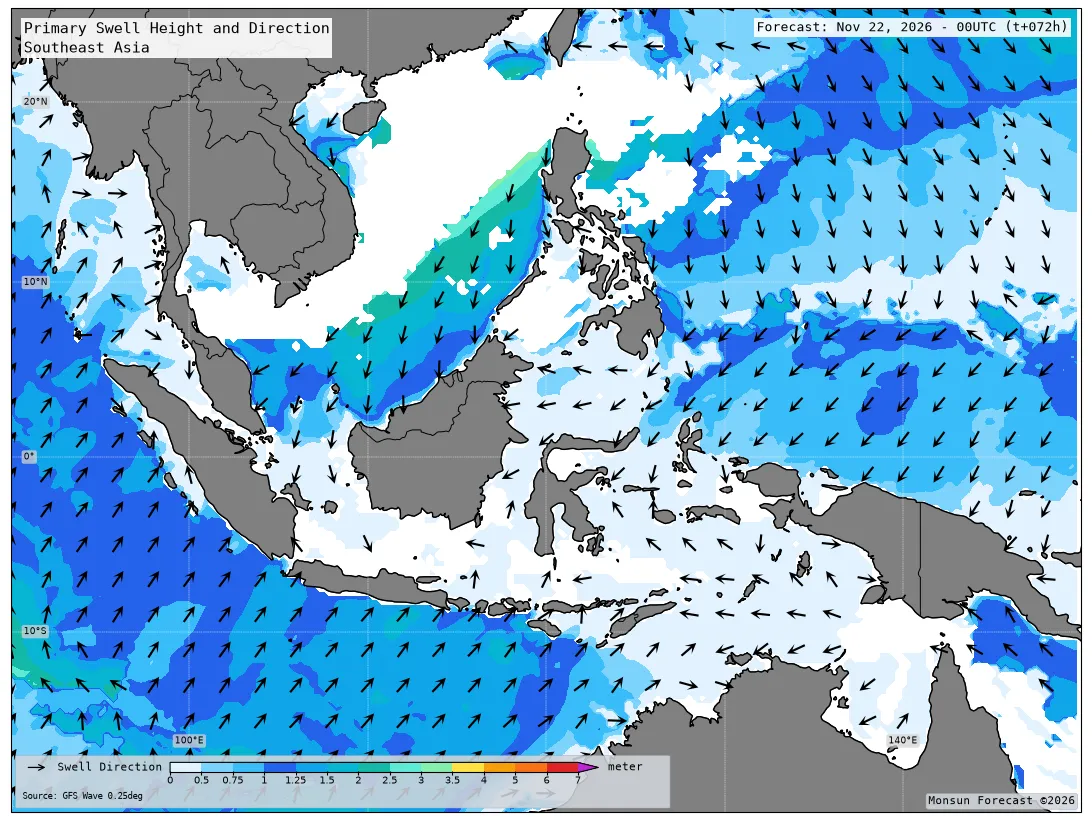 Primary Swell Height and Direction
Southeast Asia
Forecast: Nov 22, 2026 - 00UTC (t+072h)
20°N
10°N
0°
10°S
100°E
140°E
Swell Direction
0 0.5 0.75 1 1.25 1.5 2 2.5 3 3.5 4 5 6 7
meter
Source: GFS Wave 0.25deg
Monsun Forecast ©2026